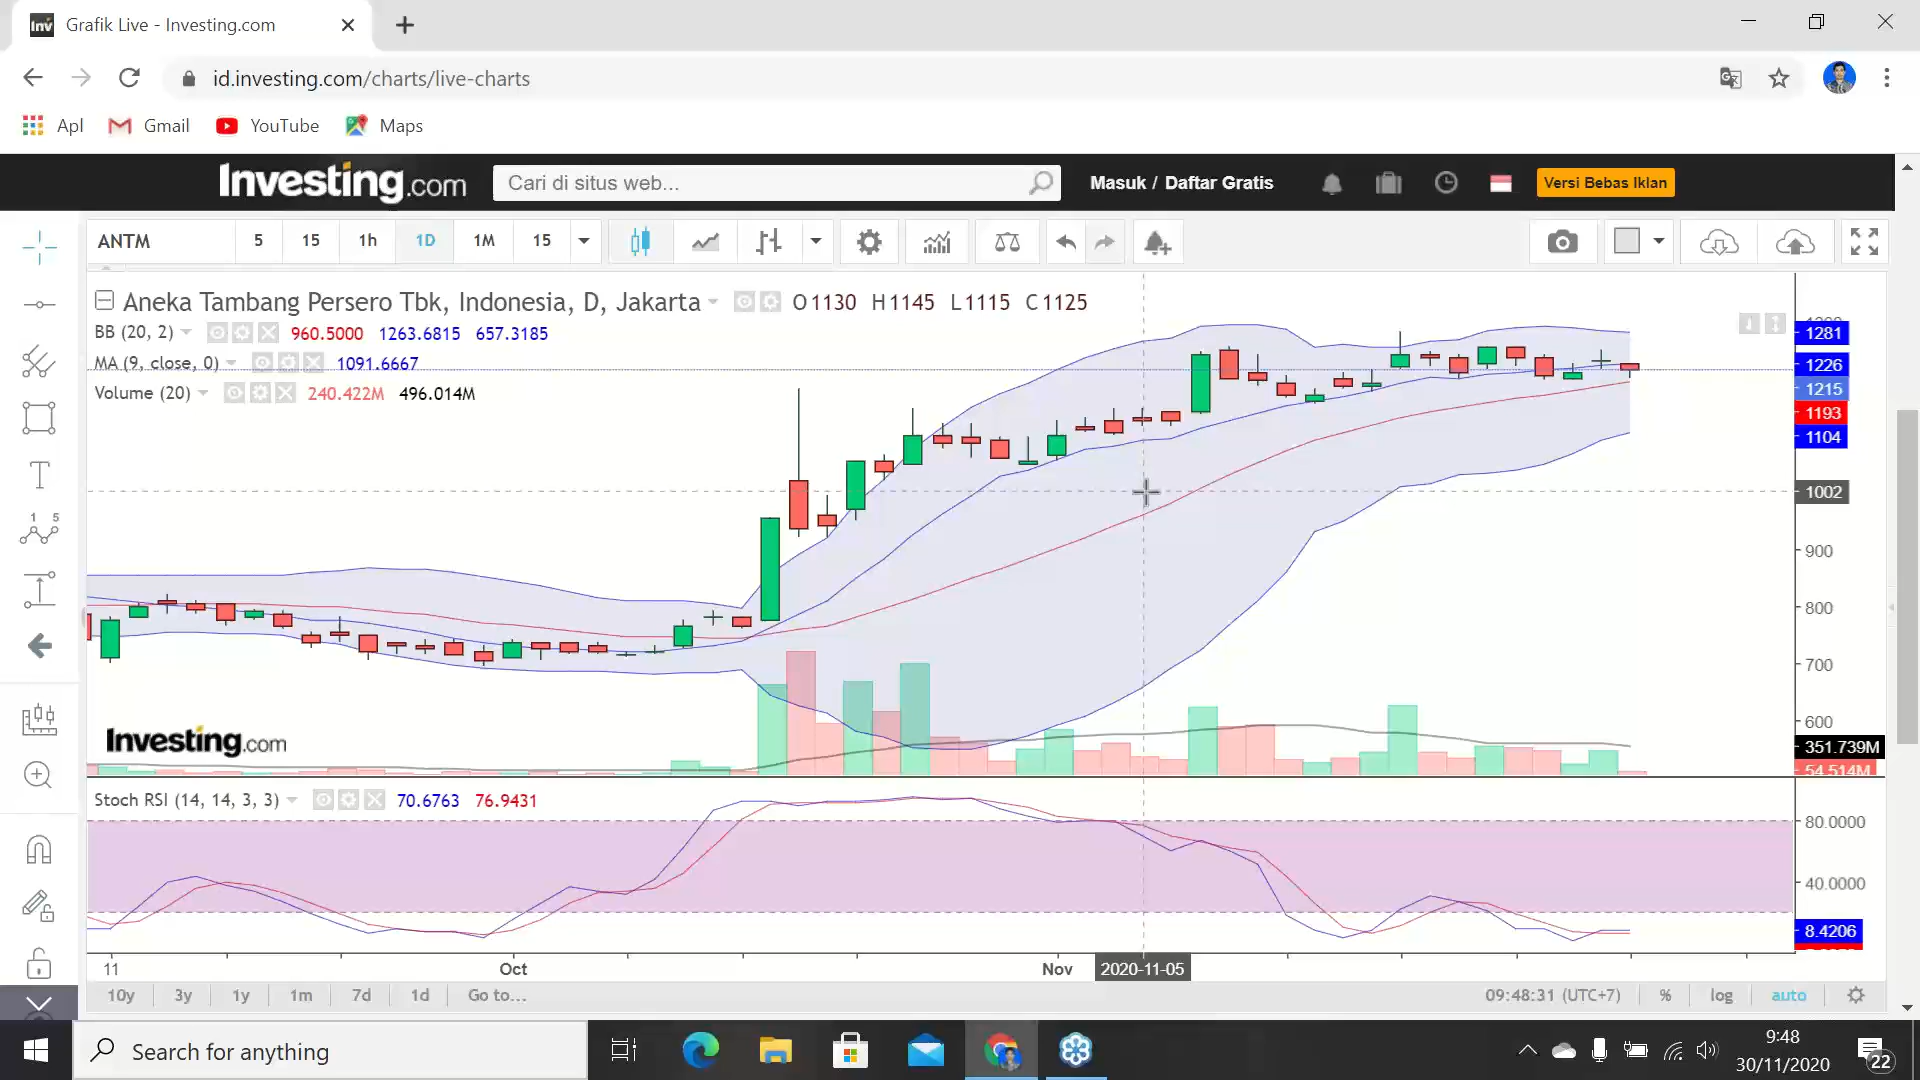 Grafik Live - Investing.com
id.investing.com/charts/live-charts
Apl Gmail YouTube Maps
Investing.com Cari di situs web... Masuk / Daftar Gratis Versi Bebas Iklan
ANTM 5 15 1h 1D 1M 15
Aneka Tambang Persero Tbk, Indonesia, D, Jakarta O1130 H1145 L1115 C1125
BB (20, 2) 960.5000 1263.6815 657.3185
MA (9, close, 0) 1091.6667
Volume (20) 240.422M 496.014M
1281
1226
1215
1193
1104
1002
900
800
700
600
351.739M
54.514M
Investing.com
Stoch RSI (14, 14, 3, 3) 70.6763 76.9431
80.0000
40.0000
8.4206
11 Oct Nov 2020-11-05
10y 3y 1y 1m 7d 1d Go to... 09:48:31 (UTC+7) % log auto
Search for anything
9:48
30/11/2020
22